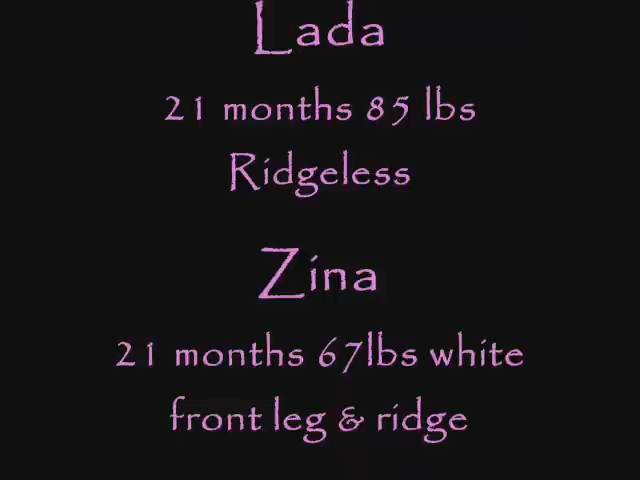 Lada
21 months 85 lbs
Ridgeless
Zina
21 months 67lbs white
front leg & ridge